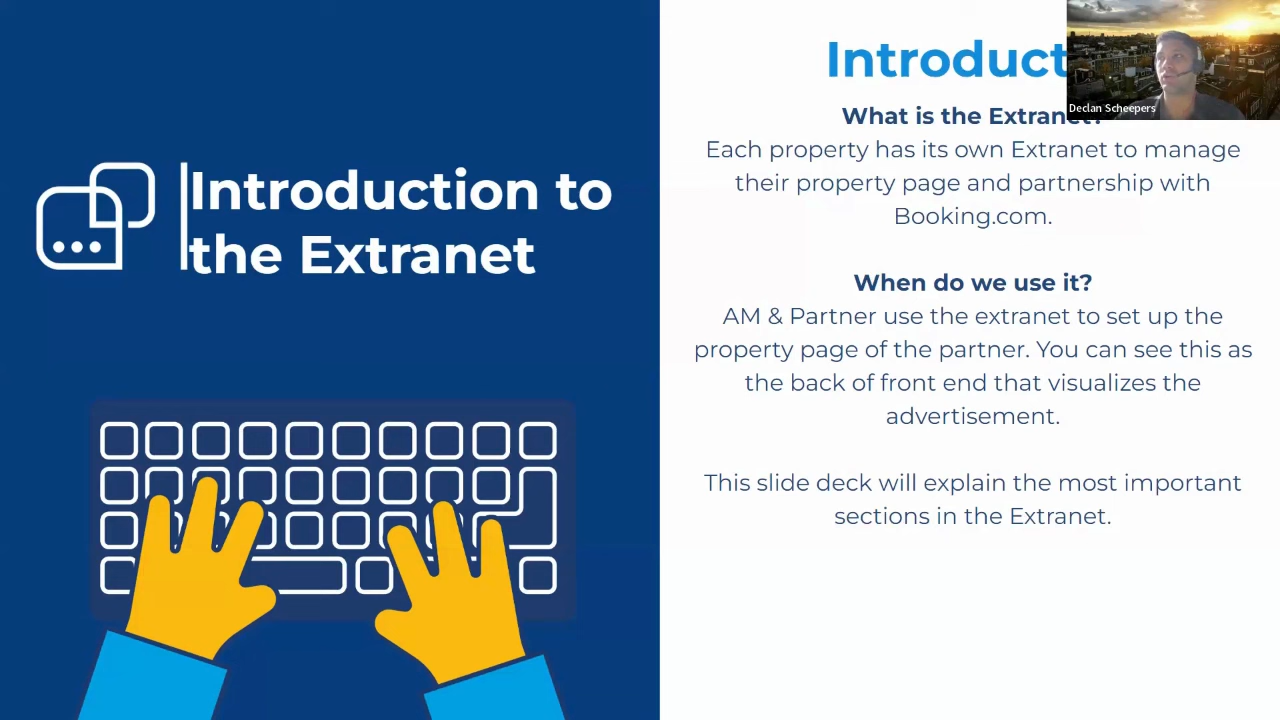 Introduction to
the Extranet
Introduct
Declan Scheepers
What is the Extranet?
Each property has its own Extranet to manage
their property page and partnership with
Booking.com.
When do we use it?
AM & Partner use the extranet to set up the
property page of the partner. You can see this as
the back of front end that visualizes the
advertisement.
This slide deck will explain the most important
sections in the Extranet.